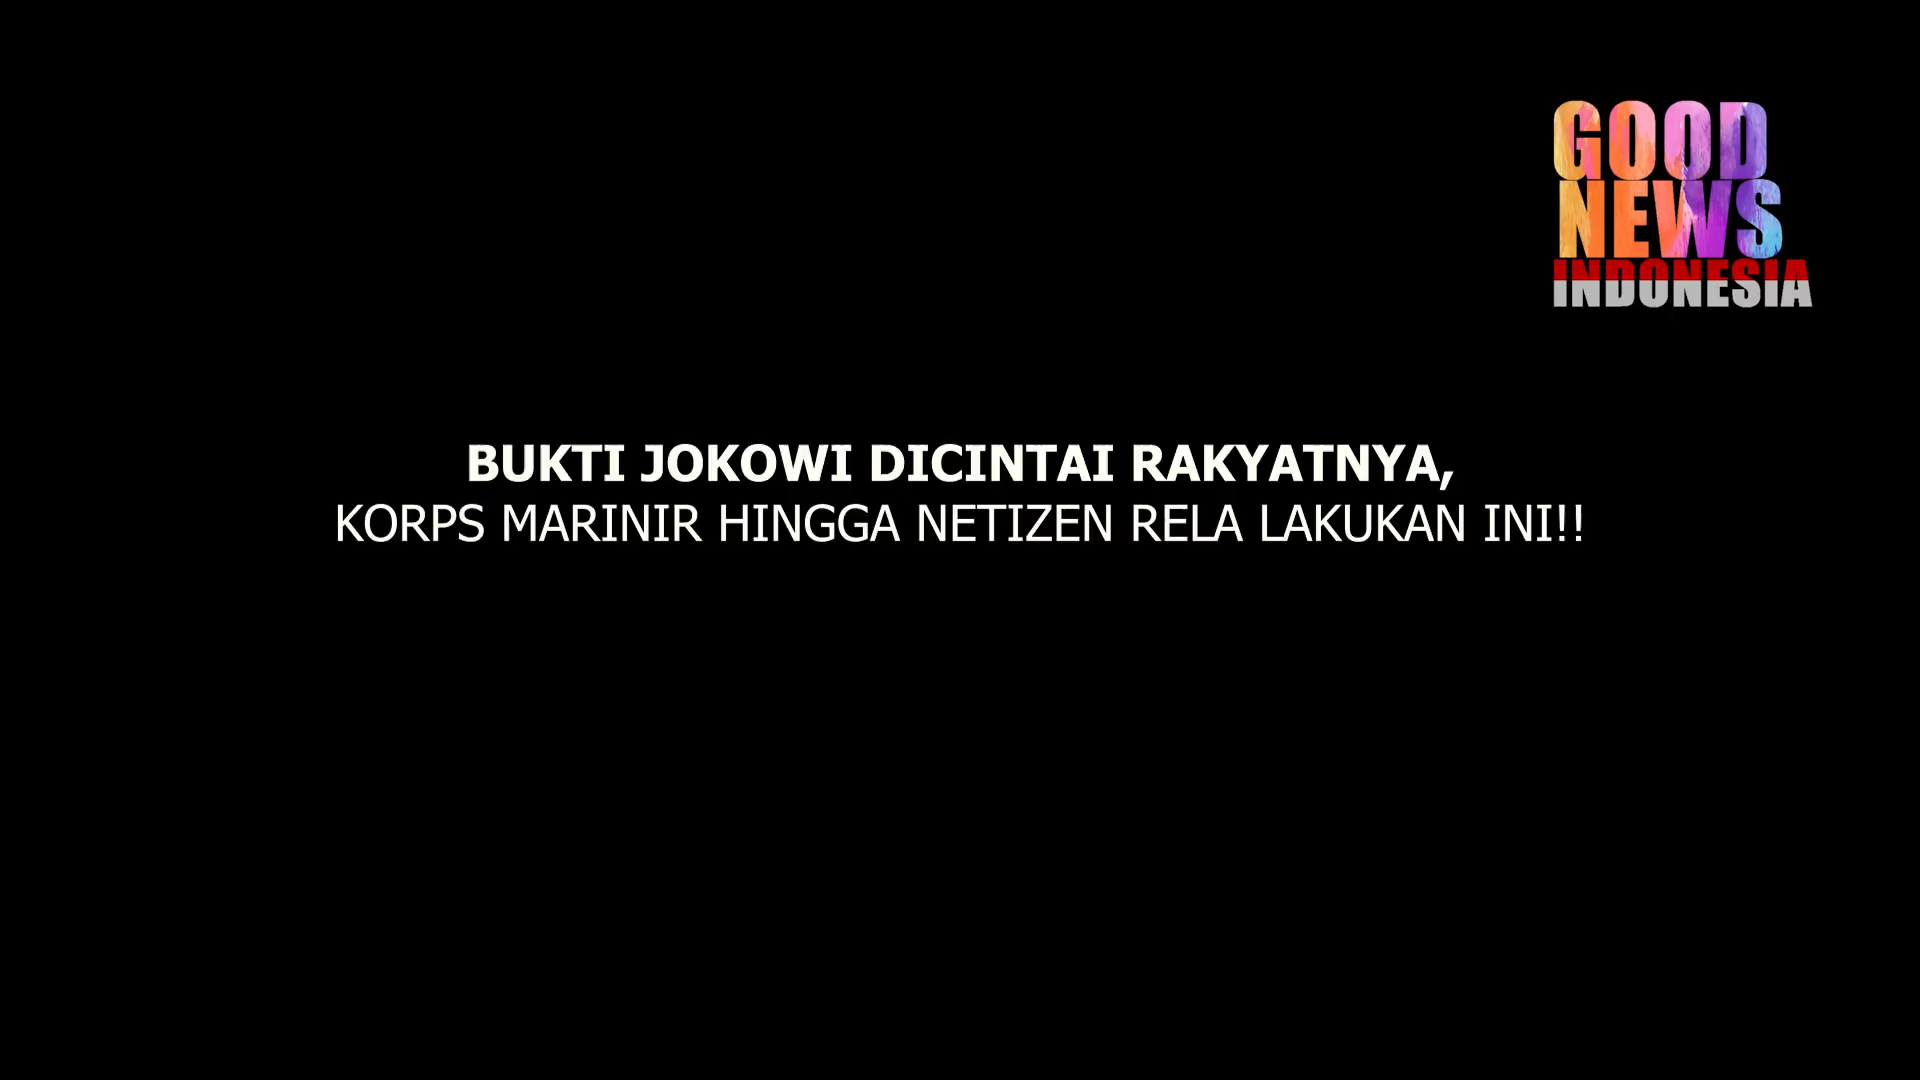 GOOD
NEWS
INDONESIA
BUKTI JOKOWI DICINTAI RAKYATNYA,
KORPS MARINIR HINGGA NETIZEN RELA LAKUKAN INI!!